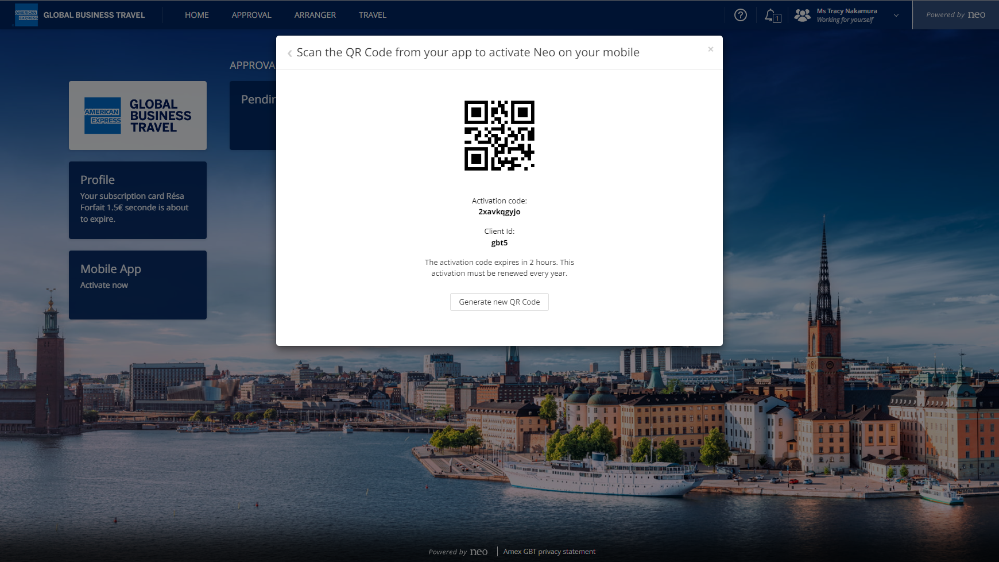 AMERICAN
EXPRESS
GLOBAL BUSINESS TRAVEL
HOME
APPROVAL
ARRANGER
TRAVEL
?
1
Ms Tracy Nakamura
Working for yourself
Powered by neo
Scan the QR Code from your app to activate Neo on your mobile
×
APPROVA
AMERICAN
EXPRESS
GLOBAL
BUSINESS
TRAVEL
Pendin
Profile
Your subscription card Résa
Forfait 1.5€ seconde is about
to expire.
Mobile App
Activate now
Activation code:
2xavkqgyjo
Client Id:
gbt5
The activation code expires in 2 hours. This
activation must be renewed every year.
Generate new QR Code
Powered by neo
Amex GBT privacy statement